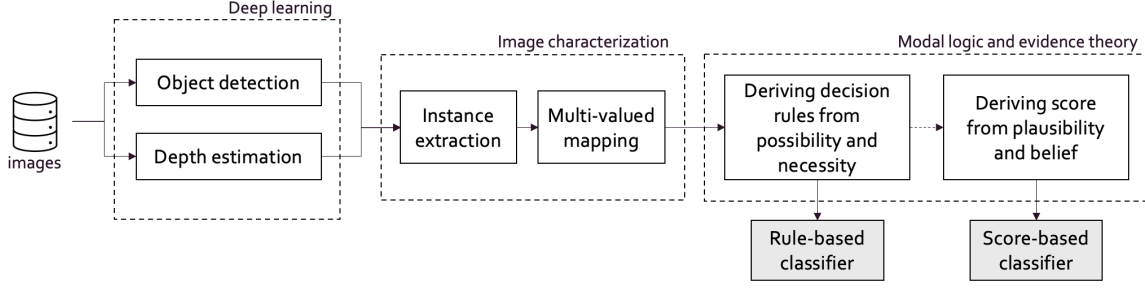 Deep learning
Image characterization
Modal logic and evidence theory
images
Object detection
Depth estimation
Instance
extraction
Multi-valued
mapping
Deriving decision
rules from
possibility and
necessity
Deriving score
from plausibility
and belief
Rule-based
classifier
Score-based
classifier